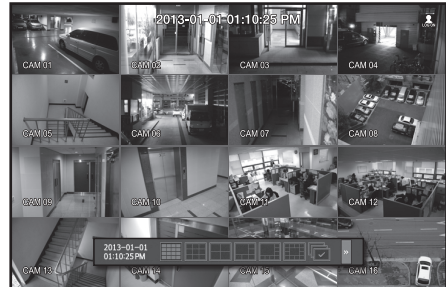 2013-01-01 01:10:25 PM
LOG OFF
CAM 01
CAM 02
CAM 03
CAM 04
CAM 05
CAM 06
CAM 07
CAM 08
CAM 09
CAM 10
CAM 11
CAM 12
2013-01-01
01:10:25 PM
CAM 13
CAM 14
CAM 15
CAM 16